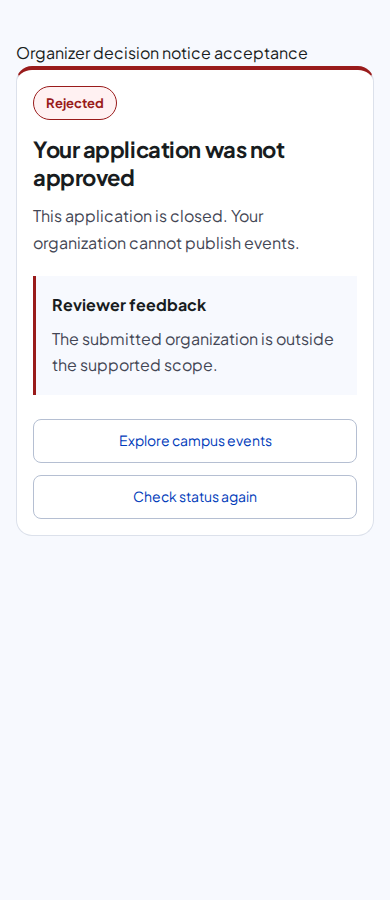 Organizer decision notice acceptance
Rejected
Your application was not
approved
This application is closed. Your
organization cannot publish events.
Reviewer feedback
The submitted organization is outside
the supported scope.
Explore campus events
Check status again